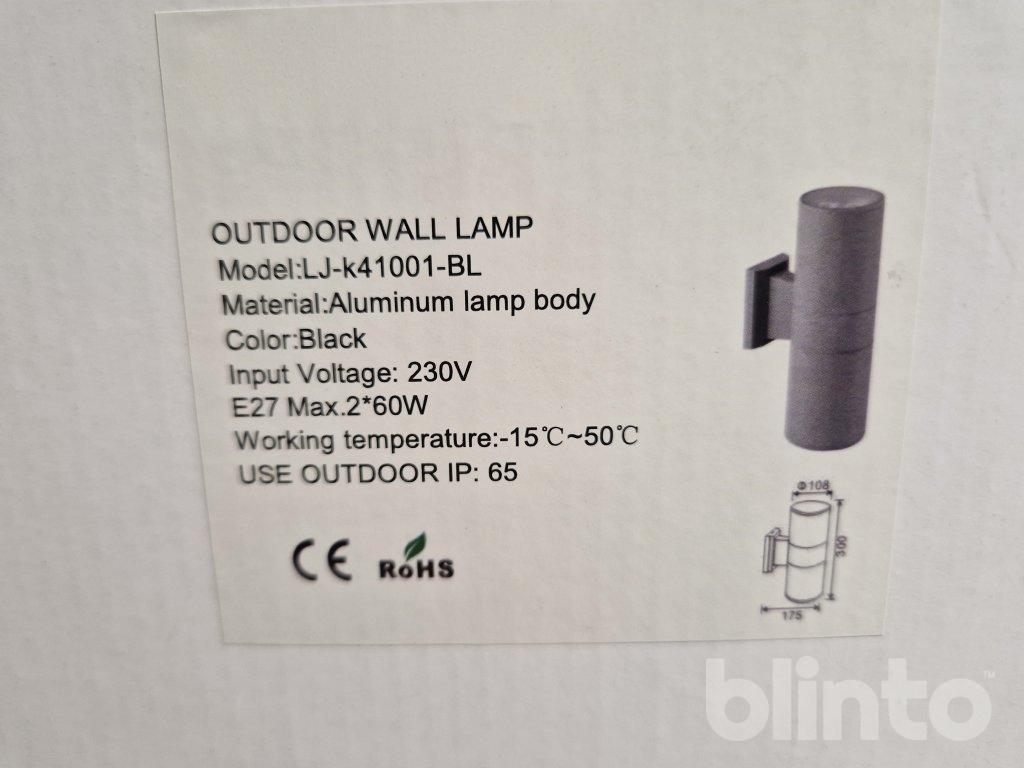 OUTDOOR WALL LAMP
Model:LJ-k41001-BL
Material:Aluminum lamp body
Color:Black
Input Voltage: 230V
E27 Max.2*60W
Working temperature:-15℃~50℃
USE OUTDOOR IP: 65
CE RoHS
Φ108
300
175
blinto™